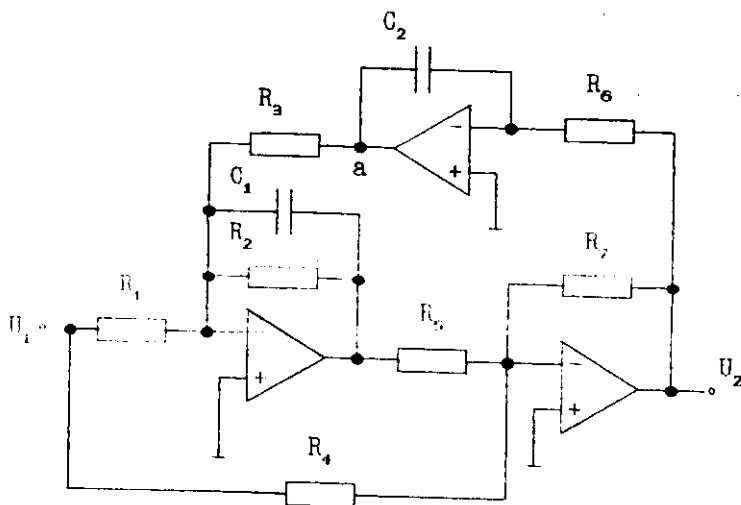 C₂
R₃
R₆
−
+
a
C₁
R₂
R₇
R₁
U₁
R₅
−
+
+
U₂
R₄